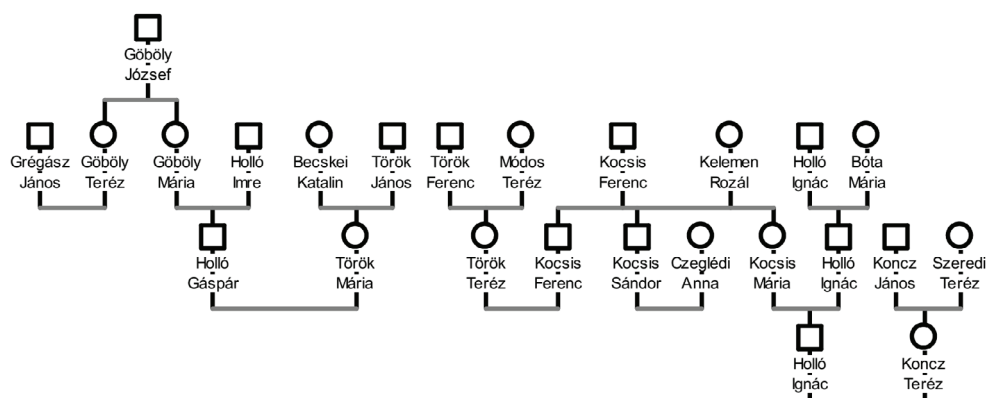 Göböly
József
Grégász Göböly Göböly Holló Becskei Török Török Módos Kocsis Kelemen Holló Bóta
János Teréz Mária Imre Katalin János Ferenc Teréz Ferenc Rozál Ignác Mária
Holló Török Török Kocsis Kocsis Czeglédi Kocsis Holló Koncz Szeredi
Gáspár Mária Teréz Ferenc Sándor Anna Mária Ignác János Teréz
Holló Koncz
Ignác Teréz